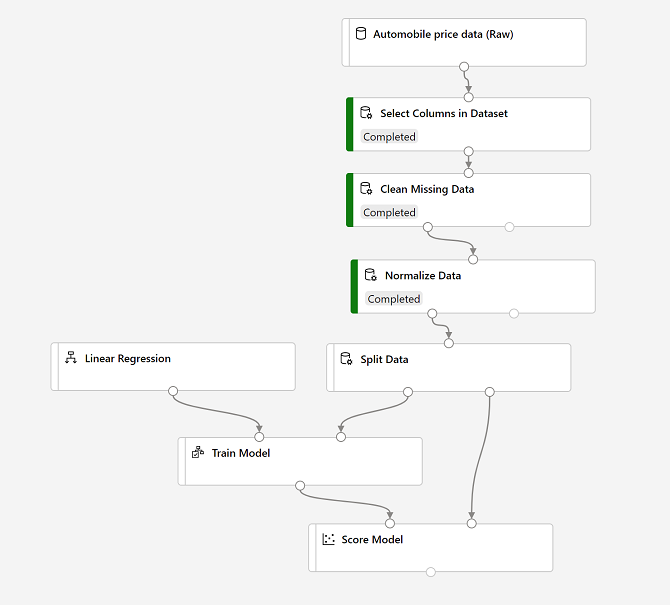 Automobile price data (Raw)
Select Columns in Dataset
Completed
Clean Missing Data
Completed
Normalize Data
Completed
Linear Regression
Split Data
Train Model
Score Model